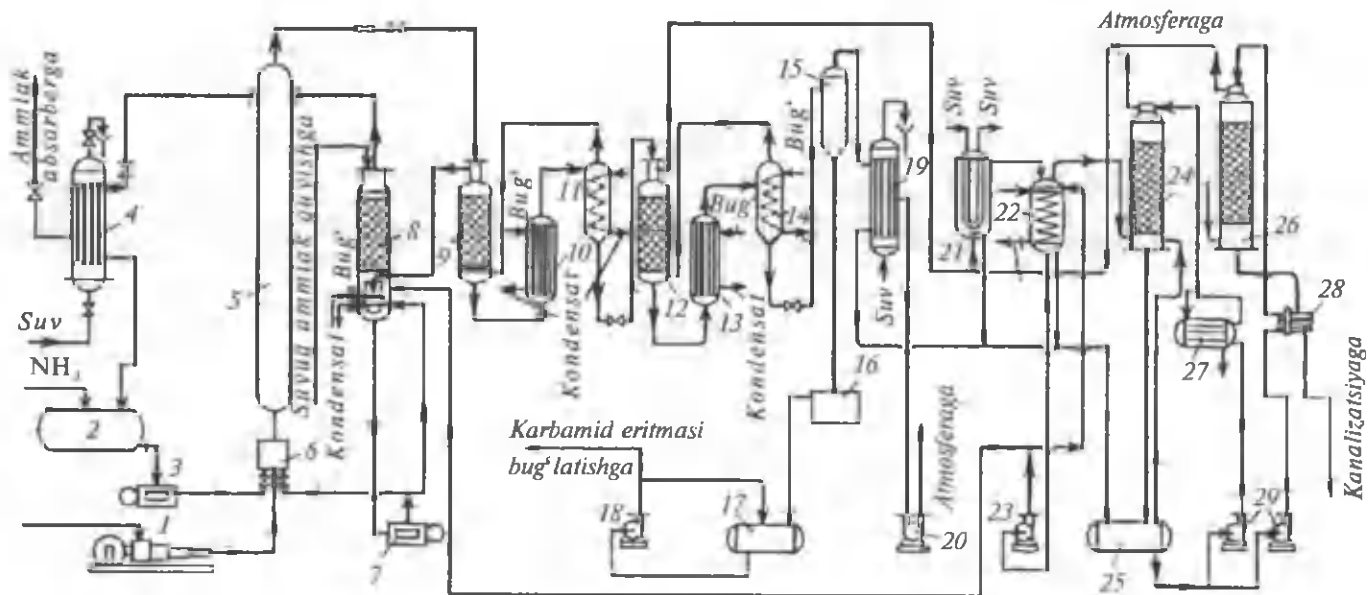 Atmosferaga
Ammiak
absarberga
Suyuq ammiak quyishga
Bug‘
Kondensat
Bug‘
Kondensat
Bug‘
Kondensat
Bug‘
Suv
Suv
Suv
Suv
NH₃
Karbamid eritmasi
bug‘latishga
Atmosferaga
Kanalizatsiyaga
1
2
3
4
5
6
7
8
9
10
11
12
13
14
15
16
17
18
19
20
21
22
23
24
25
26
27
28
29